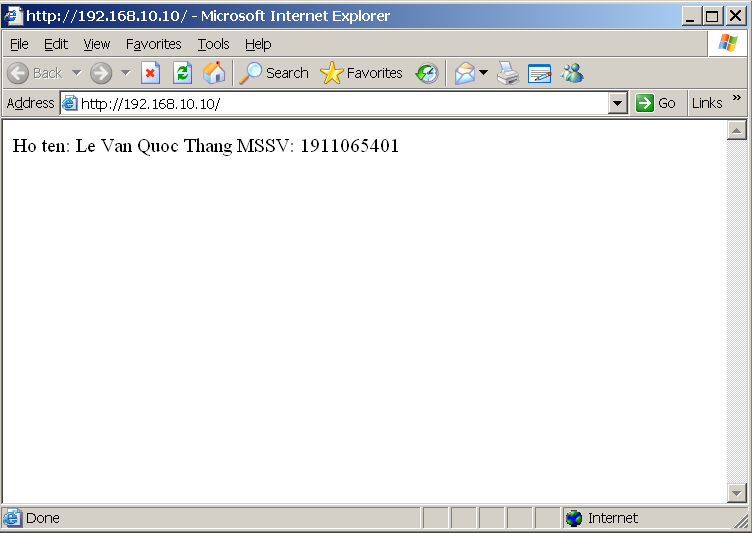 http://192.168.10.10/ - Microsoft Internet Explorer
File Edit View Favorites Tools Help
Back Search Favorites
Address http://192.168.10.10/ Go Links
Ho ten: Le Van Quoc Thang MSSV: 1911065401
Done Internet